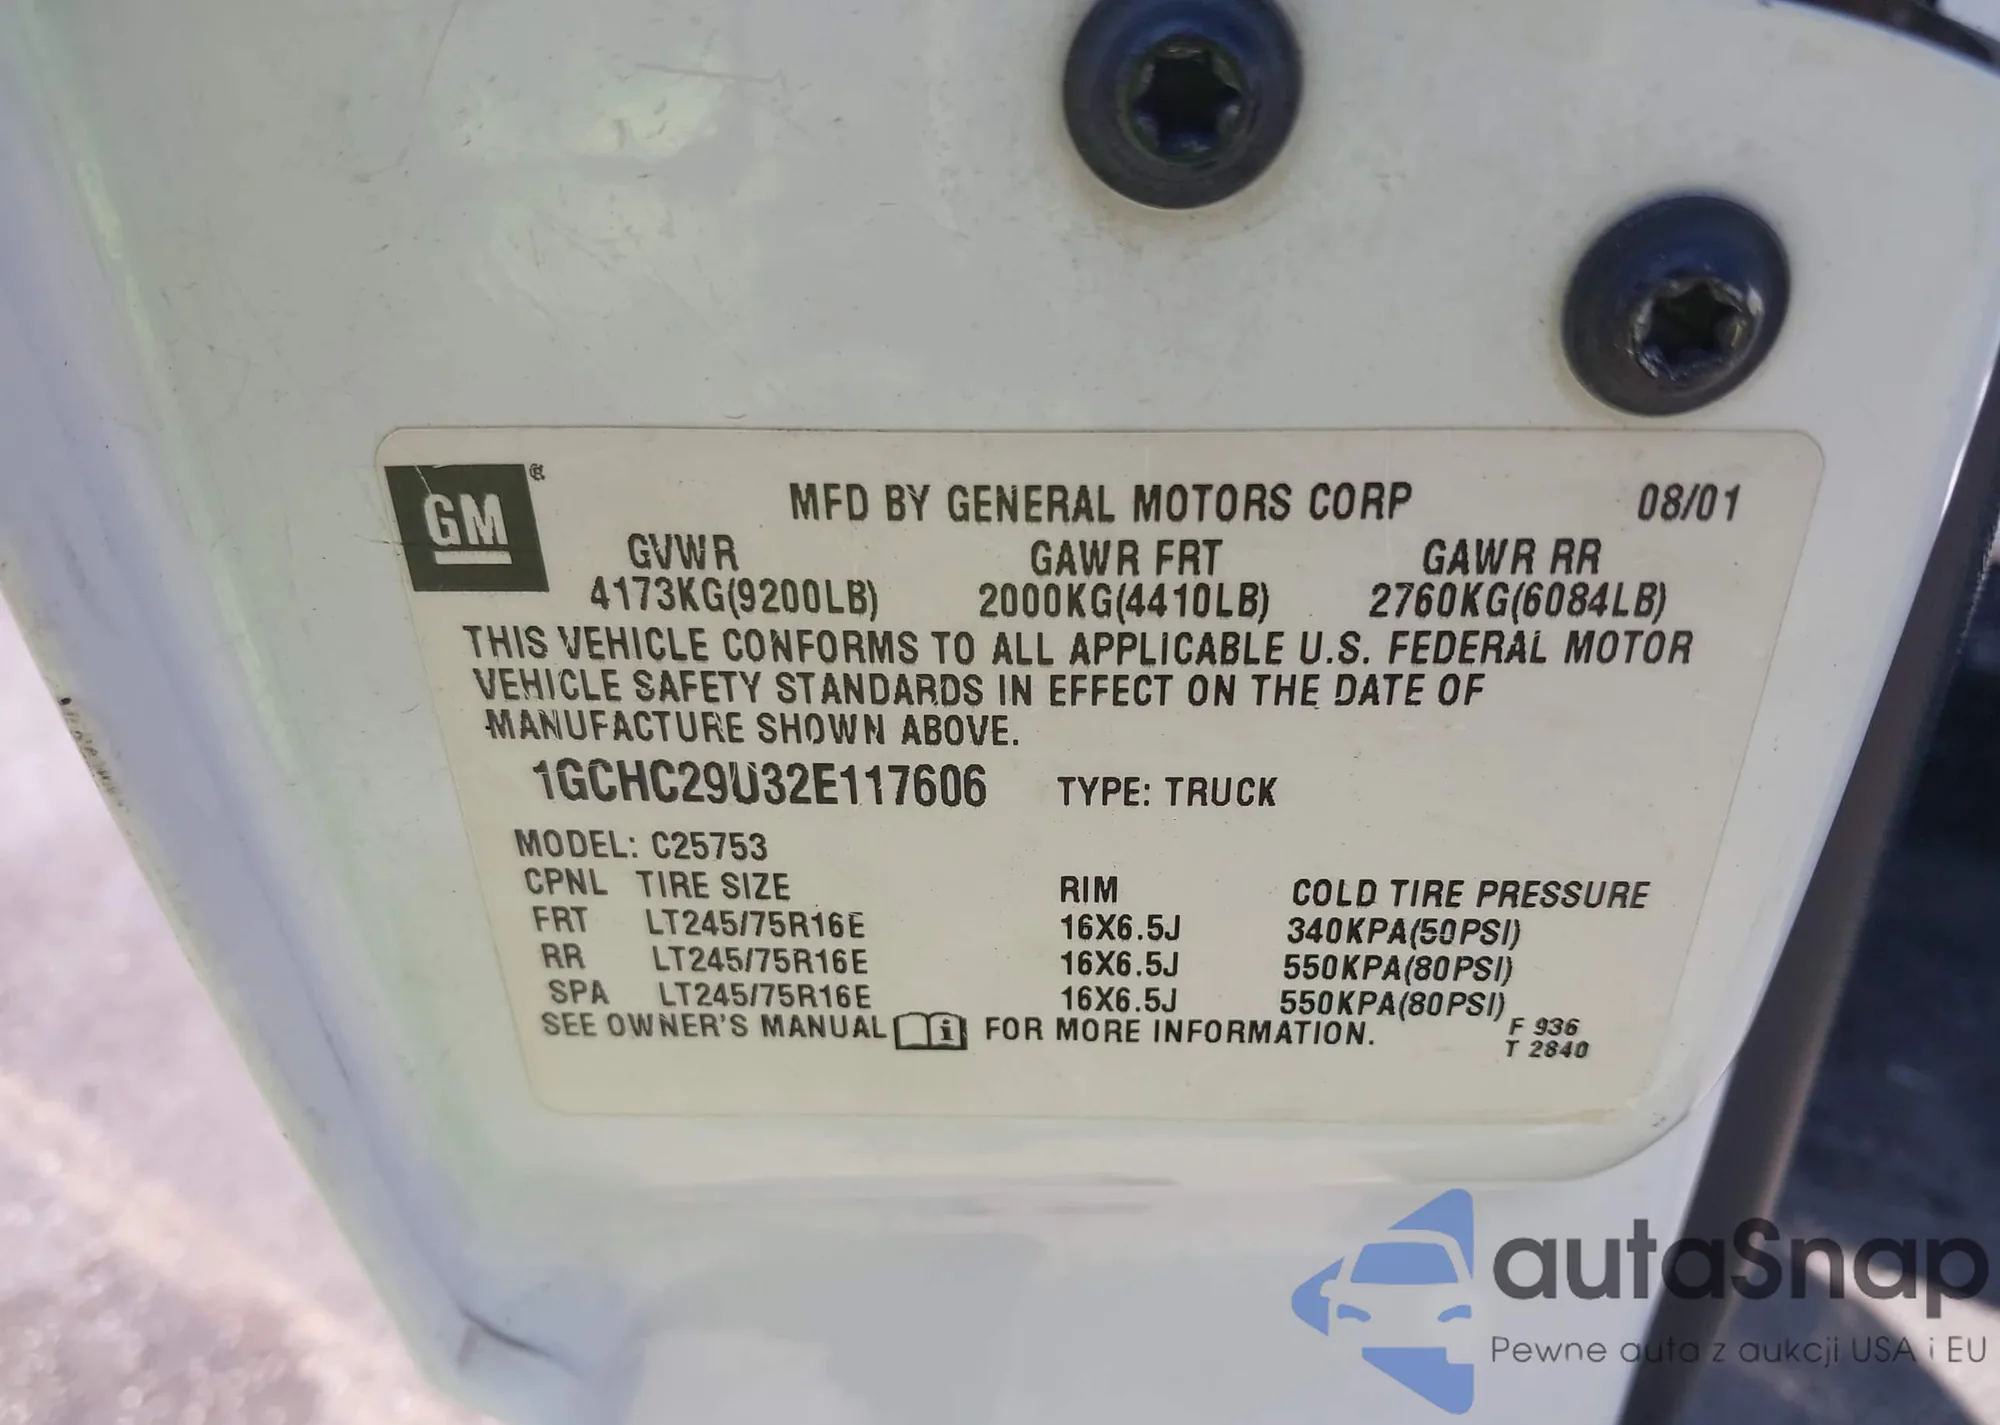 GM
MFD BY GENERAL MOTORS CORP 08/01
GVWR GAWR FRT GAWR RR
4173KG(9200LB) 2000KG(4410LB) 2760KG(6084LB)
THIS VEHICLE CONFORMS TO ALL APPLICABLE U.S. FEDERAL MOTOR
VEHICLE SAFETY STANDARDS IN EFFECT ON THE DATE OF
MANUFACTURE SHOWN ABOVE.
1GCHC29U32E117606 TYPE: TRUCK
MODEL: C25753
CPNL TIRE SIZE RIM COLD TIRE PRESSURE
FRT LT245/75R16E 16X6.5J 340KPA(50PSI)
RR LT245/75R16E 16X6.5J 550KPA(80PSI)
SPA LT245/75R16E 16X6.5J 550KPA(80PSI)
SEE OWNER'S MANUAL i FOR MORE INFORMATION.
F 936
T 2840
autaSnap
Pewne auta z aukcji USA i EU